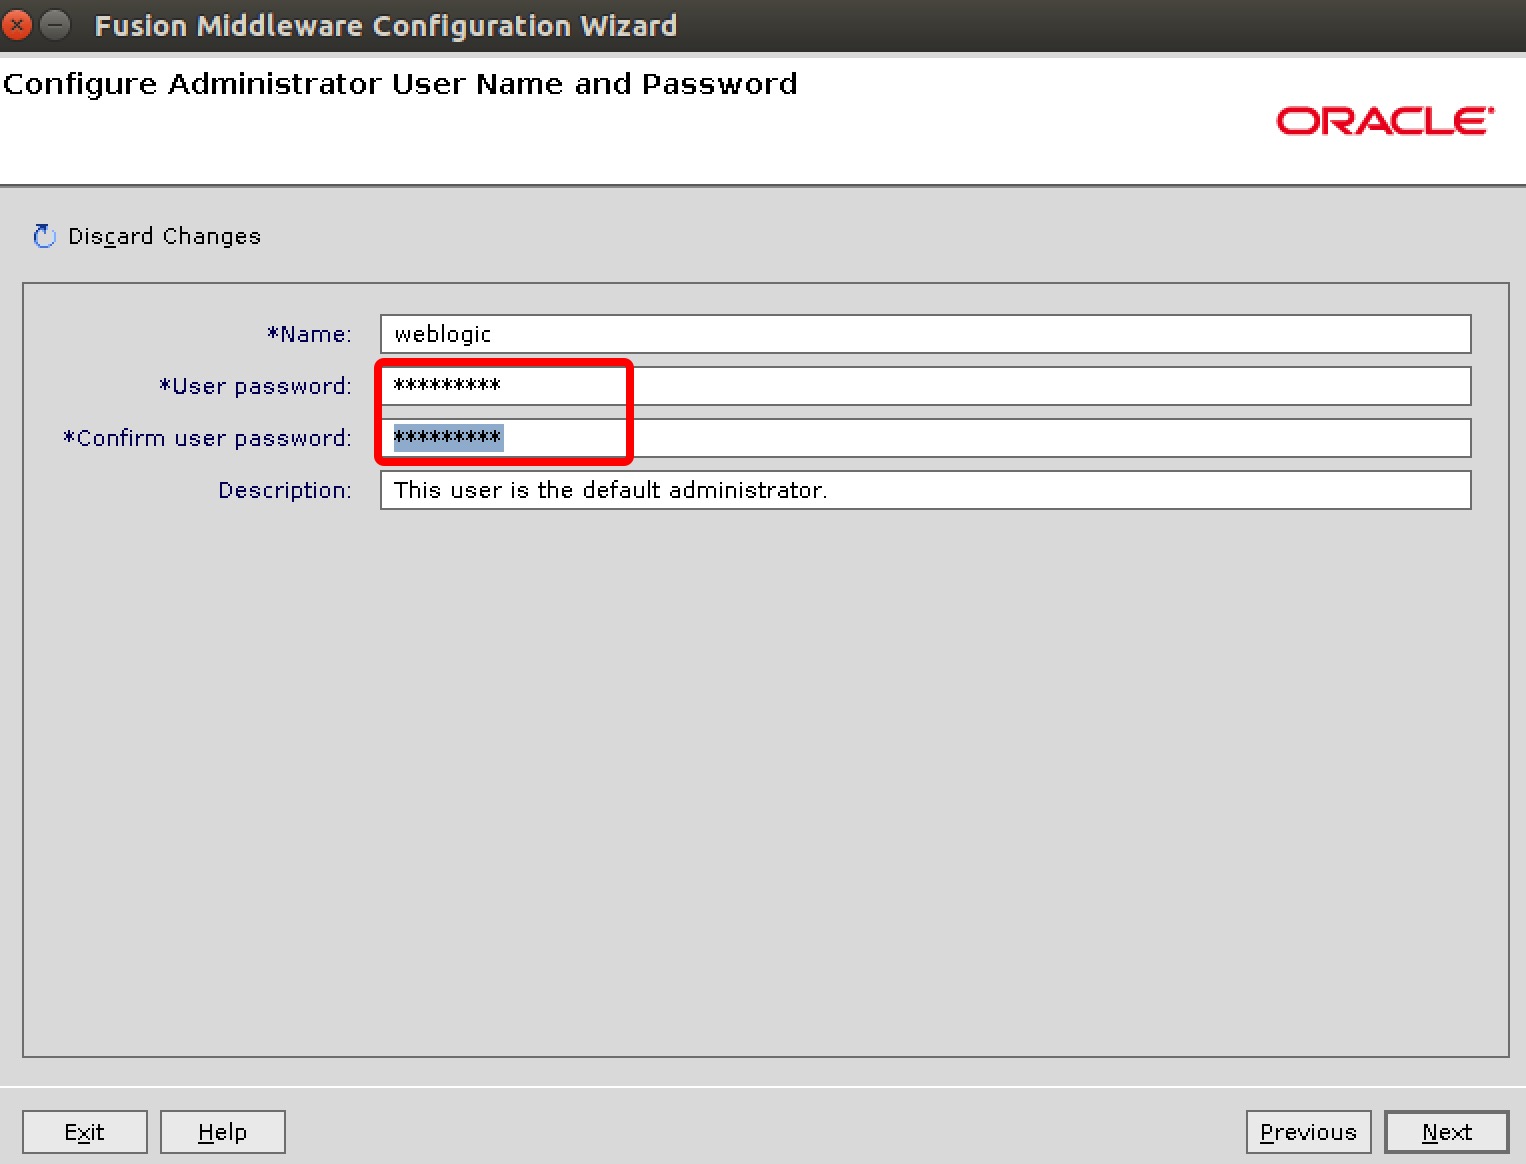 Fusion Middleware Configuration Wizard
Configure Administrator User Name and Password
ORACLE
Discard Changes
*Name: weblogic
*User password: *********
*Confirm user password: *********
Description: This user is the default administrator.
Exit Help Previous Next